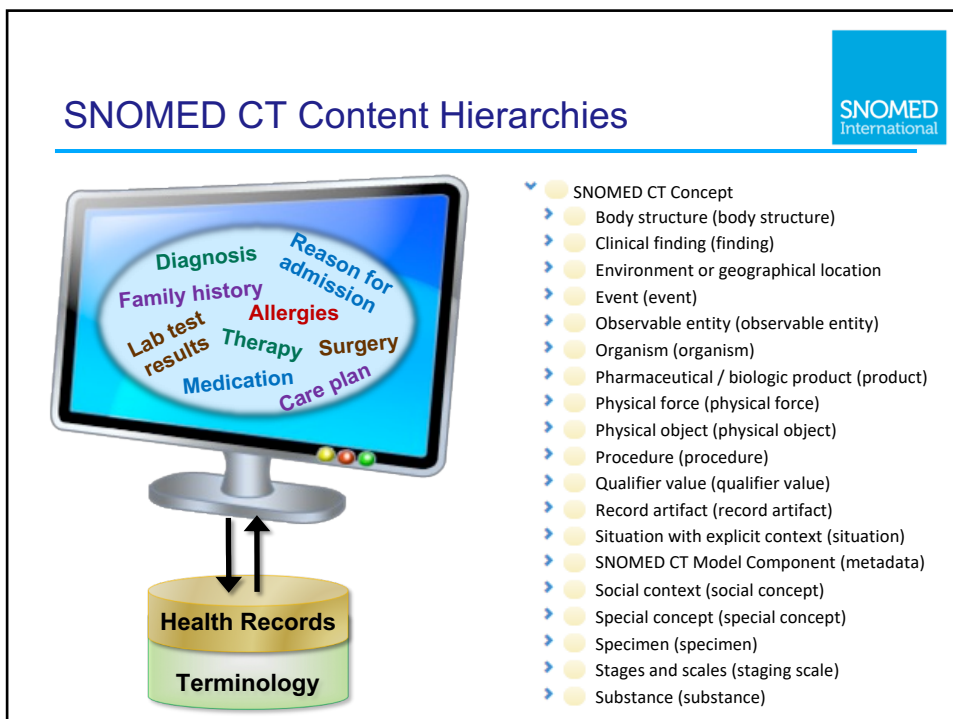 SNOMED CT Content Hierarchies
SNOMED
International
Diagnosis
Reason for
admission
Family history
Allergies
Lab test
results
Therapy
Surgery
Medication
Care plan
Health Records
Terminology
SNOMED CT Concept
Body structure (body structure)
Clinical finding (finding)
Environment or geographical location
Event (event)
Observable entity (observable entity)
Organism (organism)
Pharmaceutical / biologic product (product)
Physical force (physical force)
Physical object (physical object)
Procedure (procedure)
Qualifier value (qualifier value)
Record artifact (record artifact)
Situation with explicit context (situation)
SNOMED CT Model Component (metadata)
Social context (social concept)
Special concept (special concept)
Specimen (specimen)
Stages and scales (staging scale)
Substance (substance)